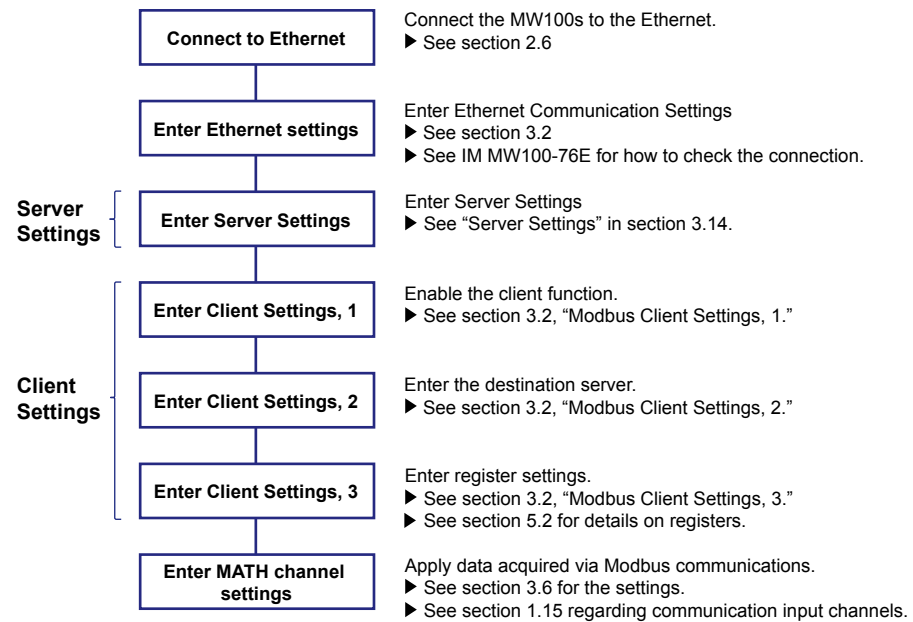 Connect to Ethernet
Connect the MW100s to the Ethernet.
▶ See section 2.6
Enter Ethernet settings
Enter Ethernet Communication Settings
▶ See section 3.2
▶ See IM MW100-76E for how to check the connection.
Server
Settings
Enter Server Settings
Enter Server Settings
▶ See “Server Settings” in section 3.14.
Client
Settings
Enter Client Settings, 1
Enable the client function.
▶ See section 3.2, “Modbus Client Settings, 1.”
Enter Client Settings, 2
Enter the destination server.
▶ See section 3.2, “Modbus Client Settings, 2.”
Enter Client Settings, 3
Enter register settings.
▶ See section 3.2, “Modbus Client Settings, 3.”
▶ See section 5.2 for details on registers.
Enter MATH channel
settings
Apply data acquired via Modbus communications.
▶ See section 3.6 for the settings.
▶ See section 1.15 regarding communication input channels.